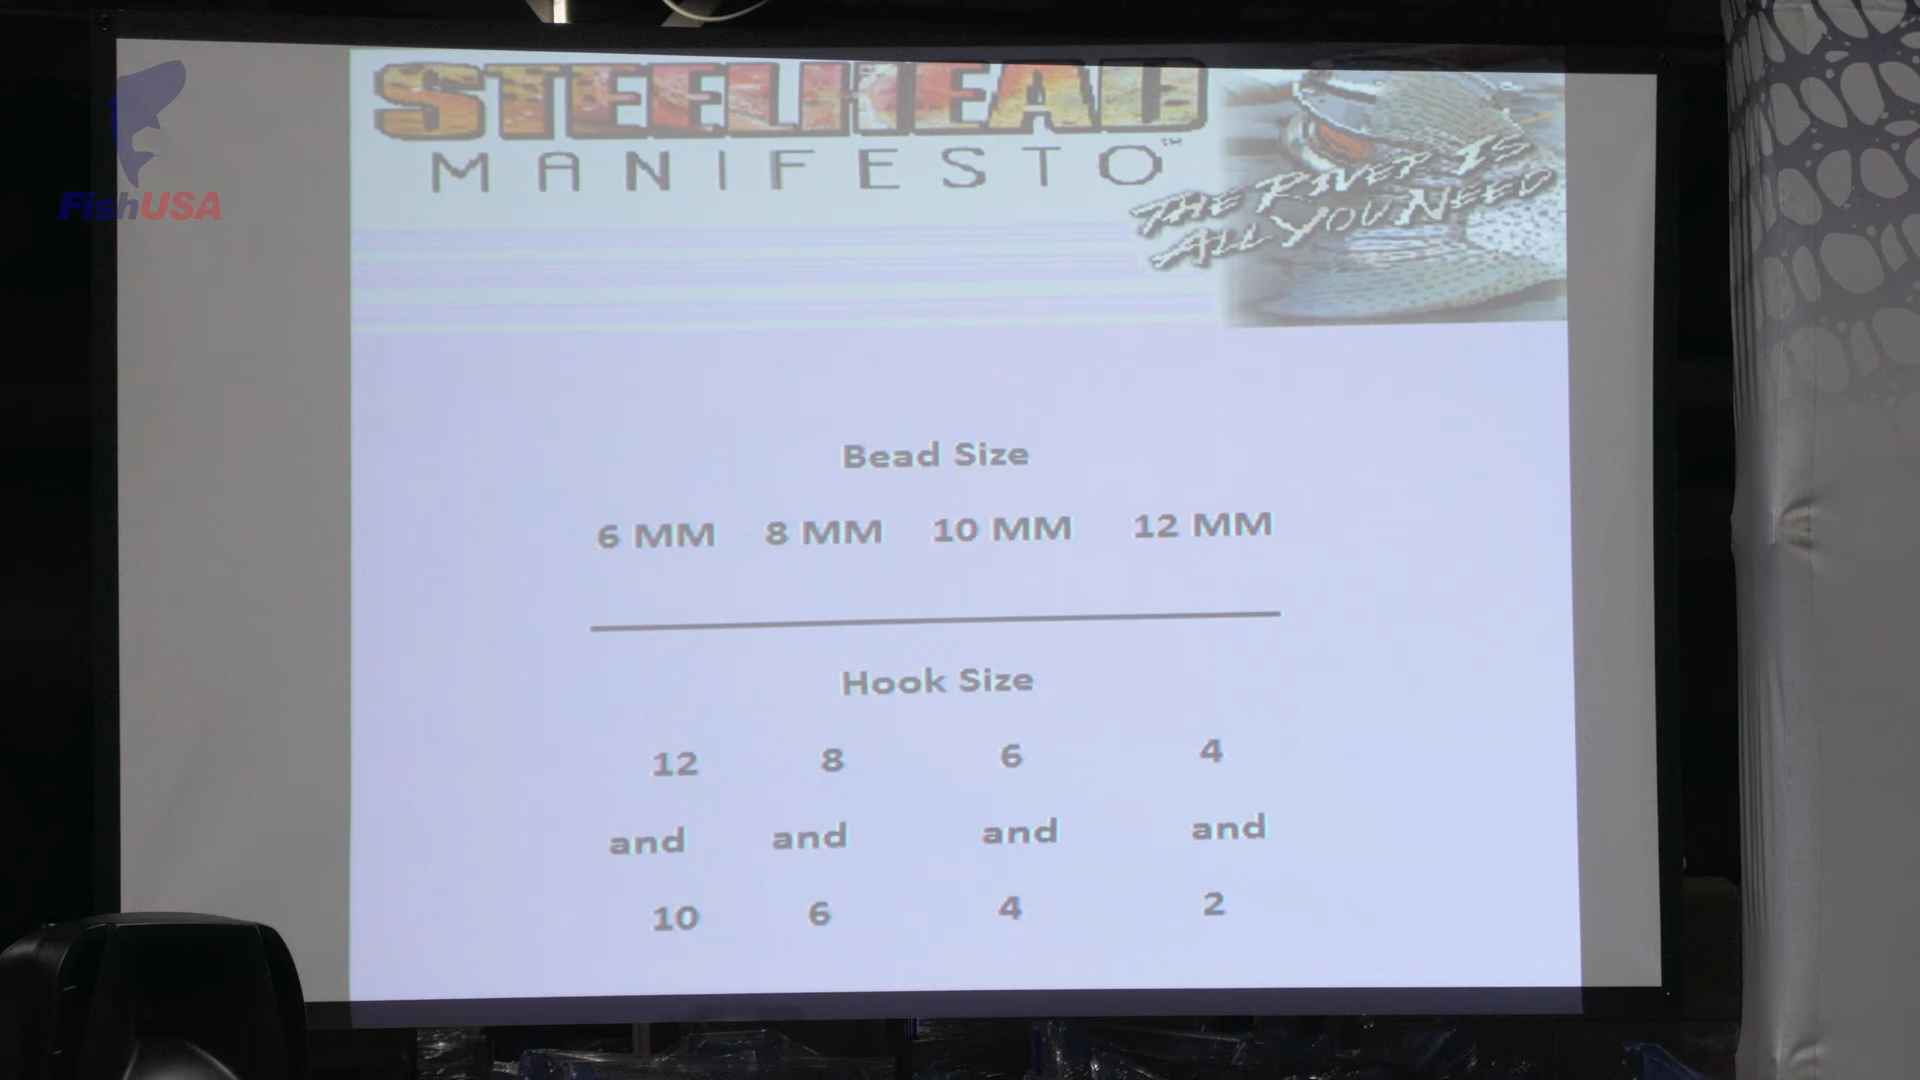 STEELHEAD
MANIFESTO™
THE RIVER IS
ALL YOU NEED
FishUSA
Bead Size
6 MM 8 MM 10 MM 12 MM
Hook Size
12 8 6 4
and and and and
10 6 4 2